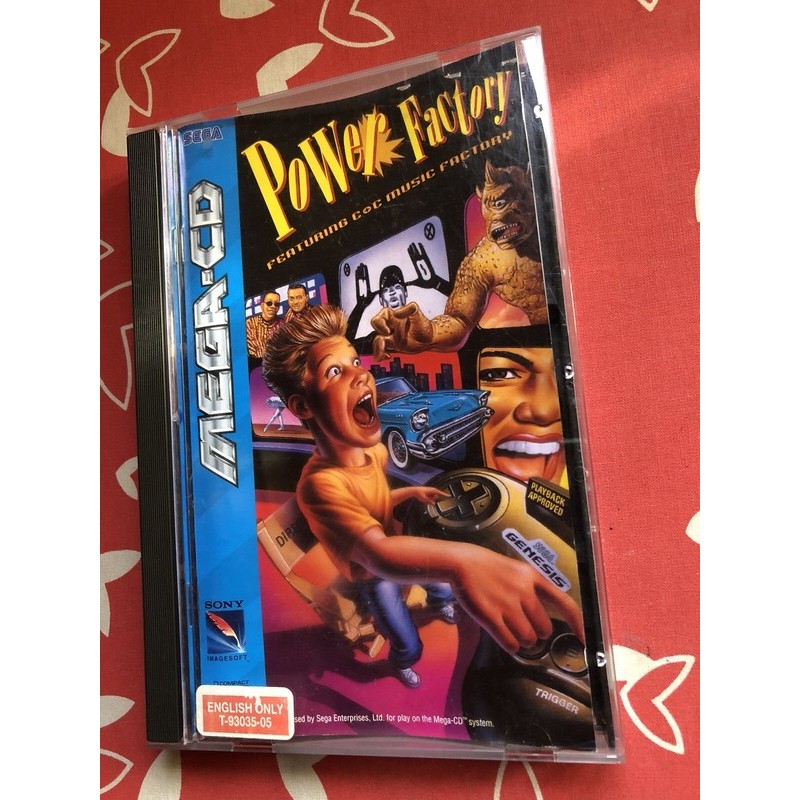 SEGA
MEGA-CD
Power Factory
FEATURING C+C MUSIC FACTORY
PLAYBACK
APPROVED
SEGA
GENESIS
TRIGGER
SONY
IMAGESOFT
COMPACT
ENGLISH ONLY
T-93035-05
sed by Sega Enterprises, Ltd. for play on the Mega-CD™ system.